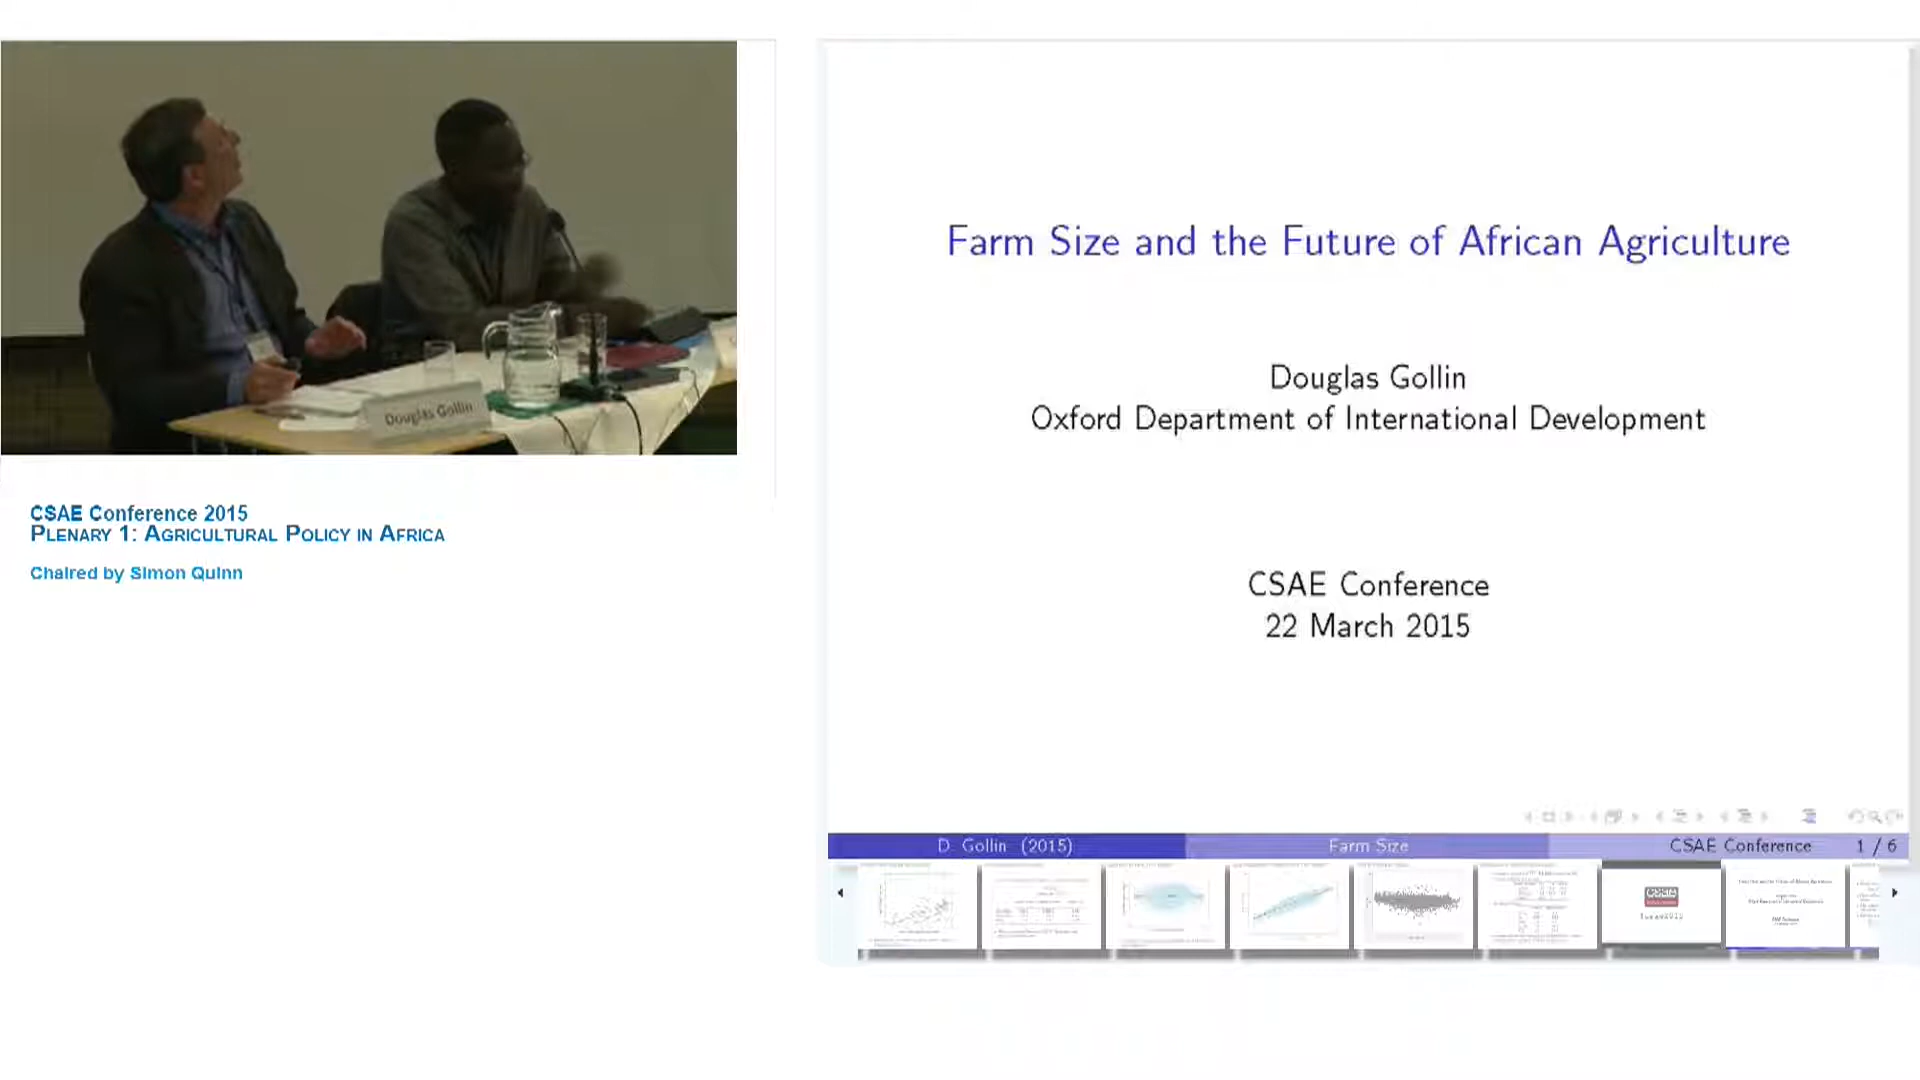 Douglas Gollin
CSAE Conference 2015
PLENARY 1: AGRICULTURAL POLICY IN AFRICA
Chaired by Simon Quinn
Farm Size and the Future of African Agriculture
Douglas Gollin
Oxford Department of International Development
CSAE Conference
22 March 2015
D. Gollin (2015)
Farm Size
CSAE Conference
1 / 6
csae